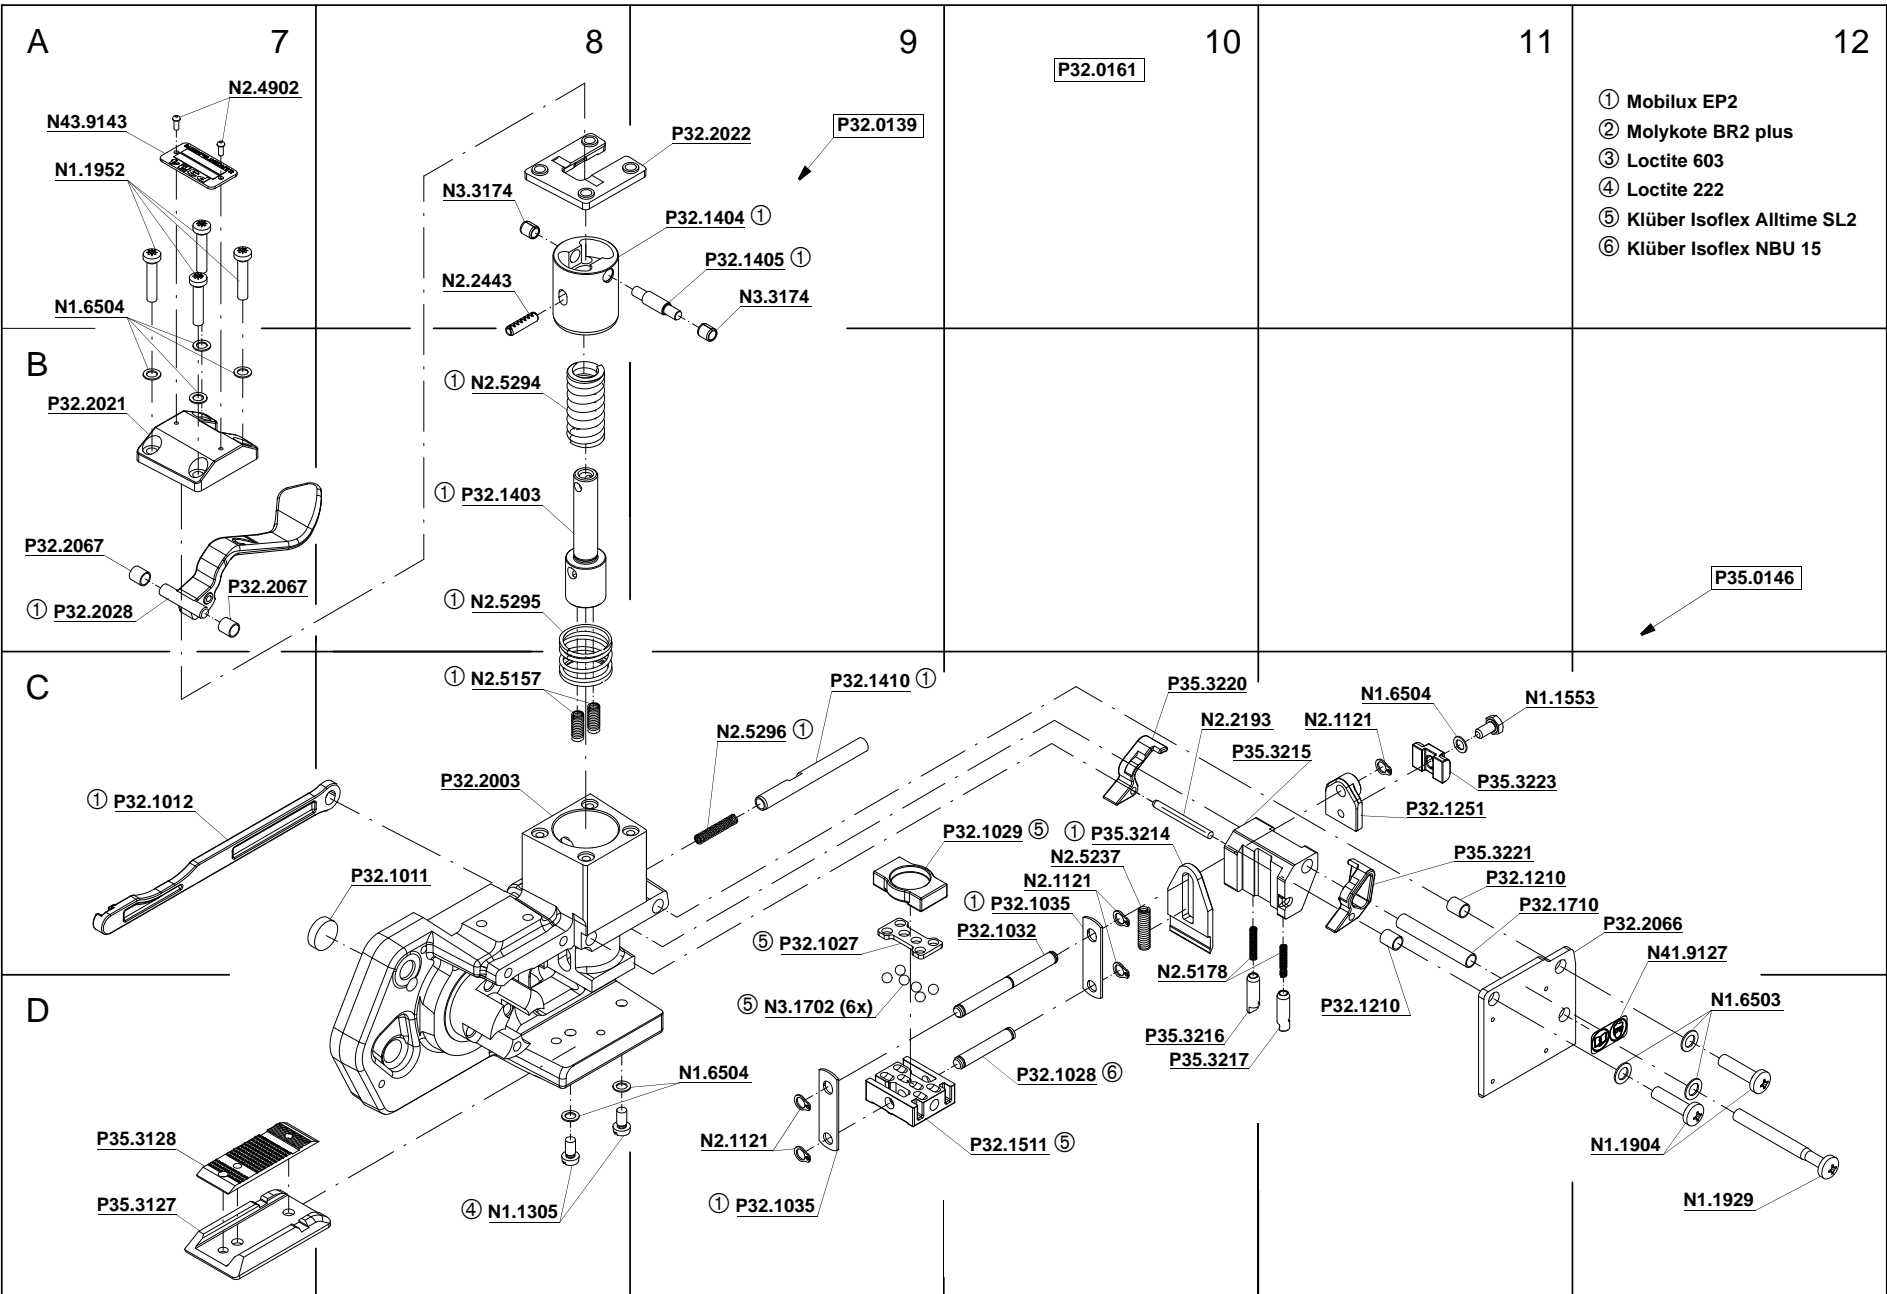 A
7
8
9
10
11
12
P32.0161
① Mobilux EP2
② Molykote BR2 plus
③ Loctite 603
④ Loctite 222
⑤ Klüber Isoflex Alltime SL2
⑥ Klüber Isoflex NBU 15
N2.4902
N43.9143
N1.1952
N1.6504
P32.0139
P32.2022
N3.3174
P32.1404 ①
P32.1405 ①
N2.2443
N3.3174
B
P32.2021
① N2.5294
① P32.1403
P32.2067
P32.2067
① P32.2028
① N2.5295
P35.0146
C
① N2.5157
P32.1410 ①
N2.5296 ①
P32.2003
① P32.1012
P32.1011
P35.3220
N2.2193
P35.3215
N1.6504
N1.1553
N2.1121
P35.3223
P32.1251
P32.1029 ⑤
① P35.3214
N2.5237
N2.1121
① P32.1035
P32.1032
⑤ P32.1027
P35.3221
P32.1210
P32.1710
P32.2066
N41.9127
N2.5178
D
⑤ N3.1702 (6x)
P32.1210
N1.6503
P35.3216
P35.3217
P32.1028 ⑥
N1.6504
N2.1121
P32.1511 ⑤
N1.1904
P35.3128
P35.3127
④ N1.1305
① P32.1035
N1.1929